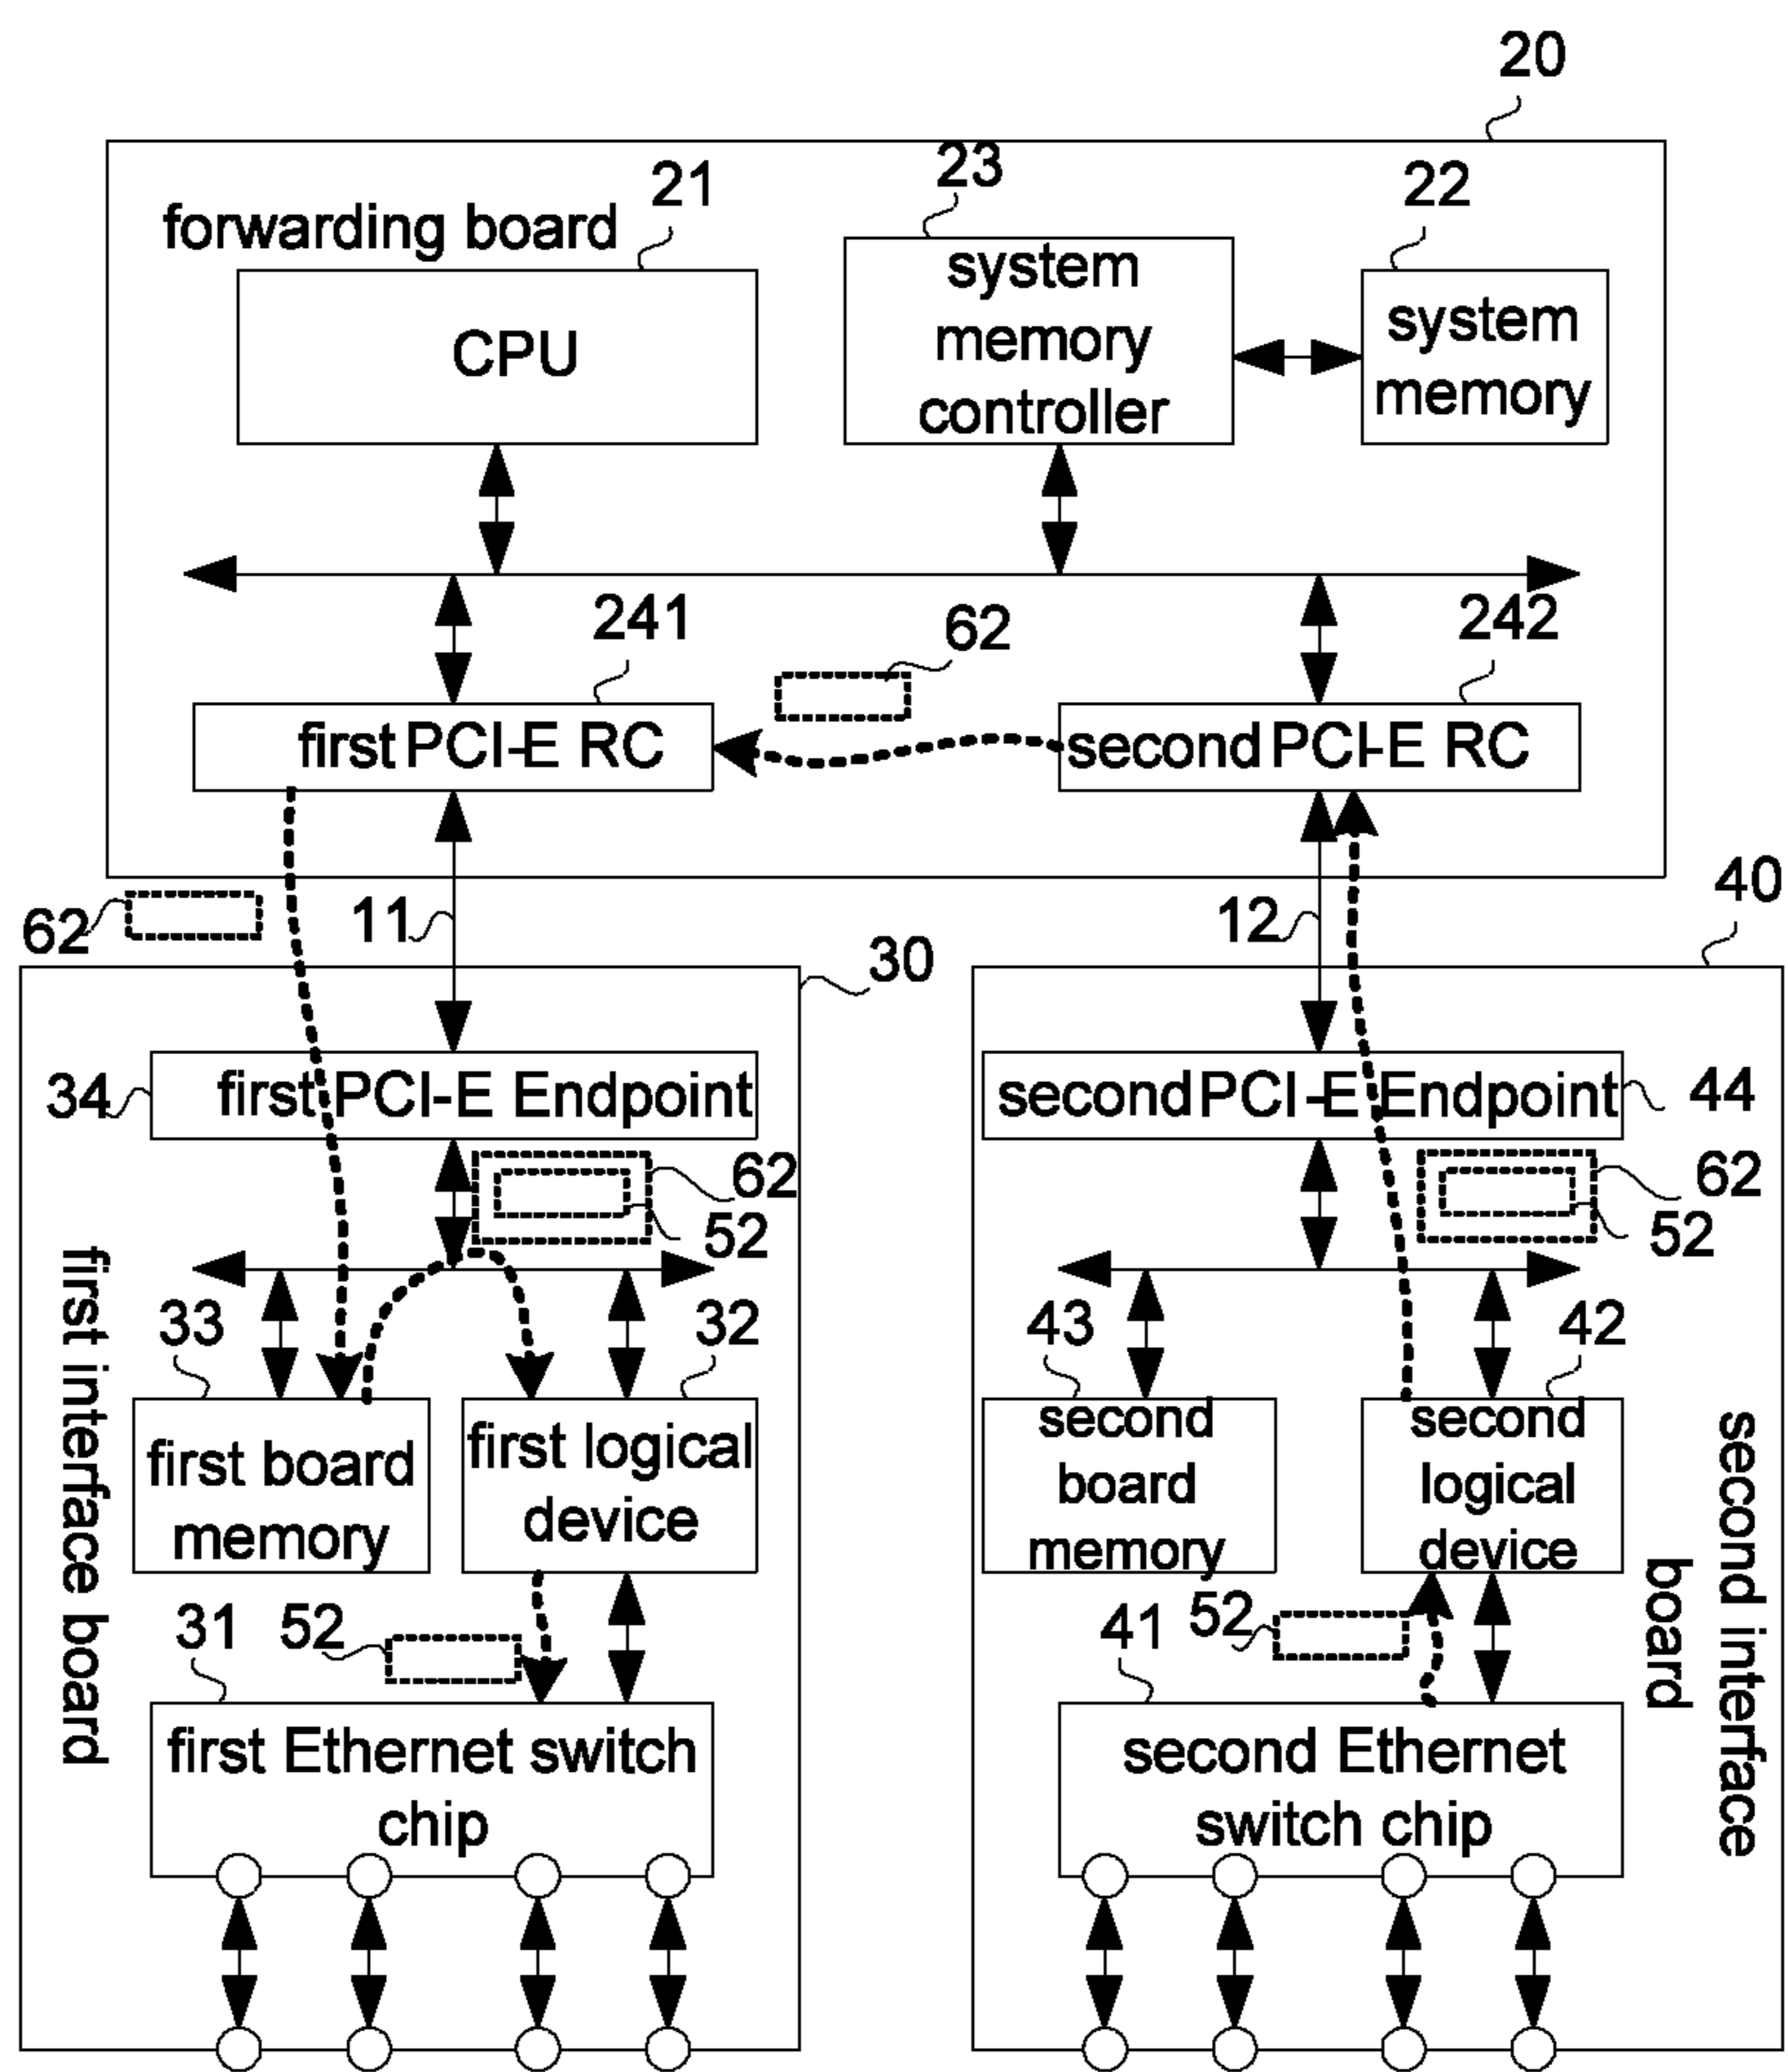 20
23
21
22
forwarding board
CPU
system
memory
controller
system
memory
241
62
242
first PCI-E RC
second PCI-E RC
62
11
12
40
30
34
first PCI-E Endpoint
second PCI-E Endpoint
44
62
52
62
52
first interface board
33
32
43
42
first board
memory
first logical
device
second
board
memory
second
logical
device
second interface
board
31
52
41
52
first Ethernet switch
chip
second Ethernet
switch chip